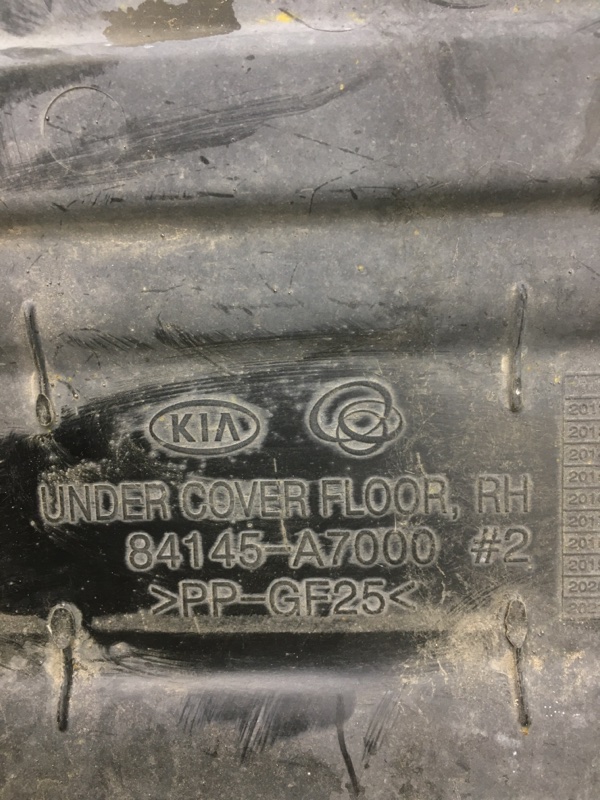 KIA
UNDER COVER FLOOR, RH
84145-A7000 #2
>PP-GF25<